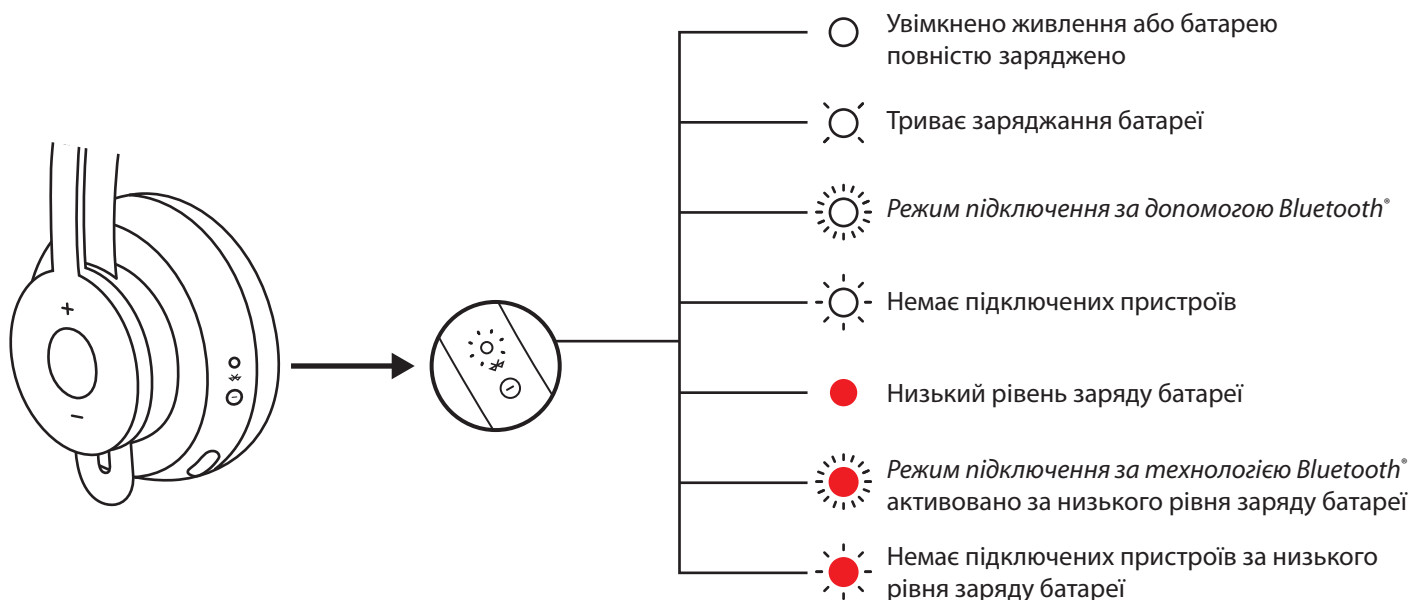 Увімкнено живлення або батарею
повністю заряджено
Триває заряджання батареї
Режим підключення за допомогою Bluetooth®
Немає підключених пристроїв
Низький рівень заряду батареї
Режим підключення за технологією Bluetooth®
активовано за низького рівня заряду батареї
Немає підключених пристроїв за низького
рівня заряду батареї